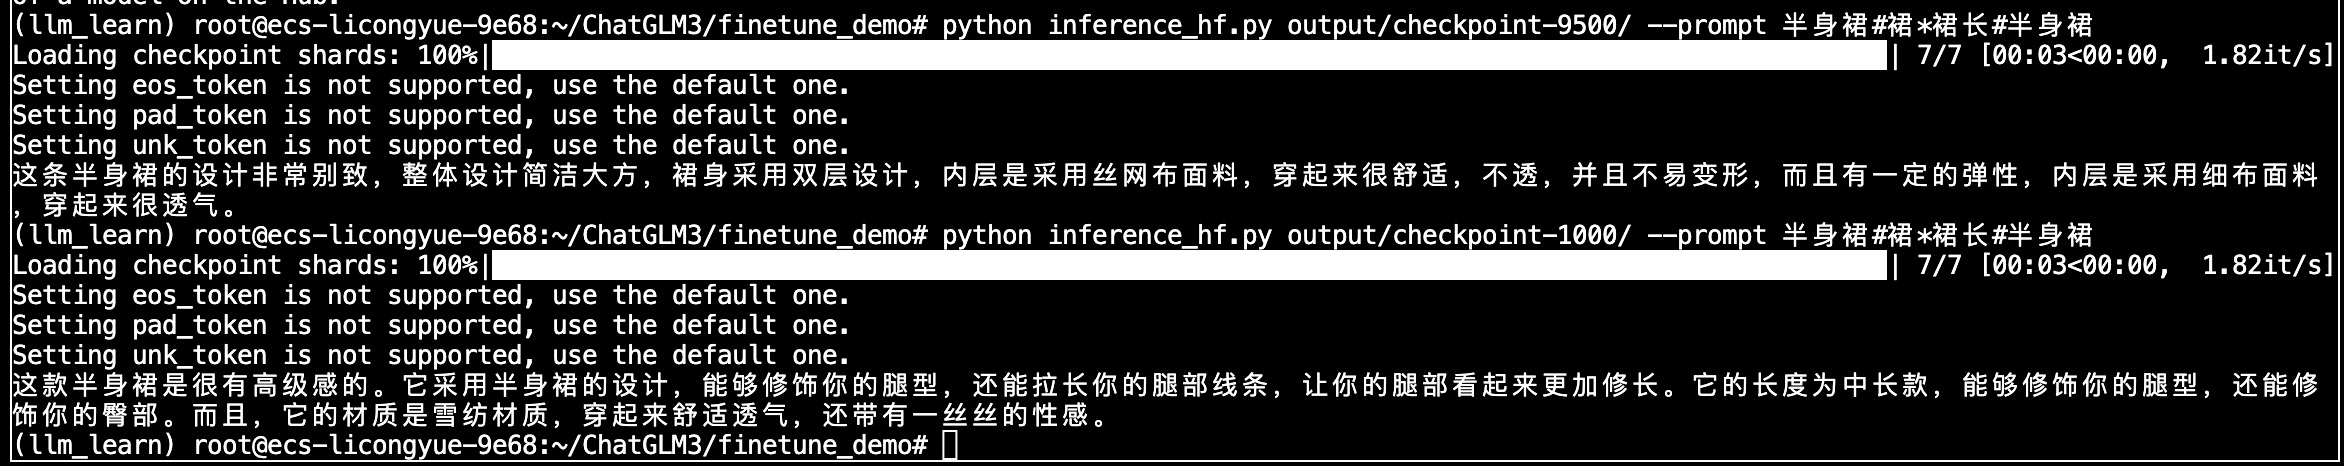 of a model on the Hub.
(llm_learn) root@ecs-licongyue-9e68:~/ChatGLM3/finetune_demo# python inference_hf.py output/checkpoint-9500/ --prompt 半身裙#裙*裙长#半身裙
Loading checkpoint shards: 100%|| 7/7 [00:03<00:00,  1.82it/s]
Setting eos_token is not supported, use the default one.
Setting pad_token is not supported, use the default one.
Setting unk_token is not supported, use the default one.
这条半身裙的设计非常别致，整体设计简洁大方，裙身采用双层设计，内层是采用丝网布面料，穿起来很舒适，不透，并且不易变形，而且有一定的弹性，内层是采用细布面料
，穿起来很透气。
(llm_learn) root@ecs-licongyue-9e68:~/ChatGLM3/finetune_demo# python inference_hf.py output/checkpoint-1000/ --prompt 半身裙#裙*裙长#半身裙
Loading checkpoint shards: 100%|| 7/7 [00:03<00:00,  1.82it/s]
Setting eos_token is not supported, use the default one.
Setting pad_token is not supported, use the default one.
Setting unk_token is not supported, use the default one.
这款半身裙是很有高级感的。它采用半身裙的设计，能够修饰你的腿型，还能拉长你的腿部线条，让你的腿部看起来更加修长。它的长度为中长款，能够修饰你的腿型，还能修
饰你的臀部。而且，它的材质是雪纺材质，穿起来舒适透气，还带有一丝丝的性感。
(llm_learn) root@ecs-licongyue-9e68:~/ChatGLM3/finetune_demo#